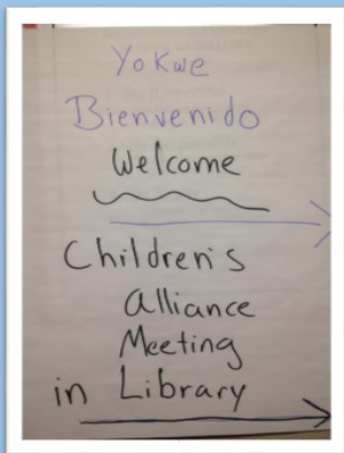 Yokwe
Bienvenido
Welcome
Children's
Alliance
Meeting
in Library